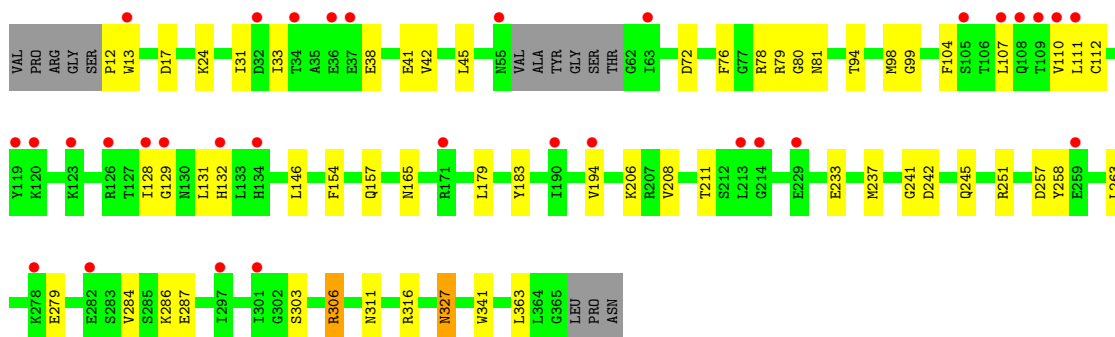 VAL PRO ARG GLY SER P12 W13 D17 K24 I31 D32 I33 T34 A35 E36 E37 E38 E41 V42 L45 N55 VAL ALA TYR GLY SER THR G62 I63 D72 F76 G77 R78 R79 G80 N81 T94 M98 G99 F104 S105 T106 L107 Q108 T109 V110 L111 C112
Y119 K120 K123 R126 T127 I128 G129 N130 L131 H132 L133 H134 L146 F154 Q157 N165 R171 L179 Y183 I190 V194 K206 R207 V208 T211 S212 L213 G214 E229 E233 M237 G241 D242 Q245 R251 D257 Y258 E259
K278 E279 E282 S283 V284 S285 K286 E287 I297 I301 G302 S303 R306 N311 R316 N327 W341 L363 L364 G365 LEU PRO ASN